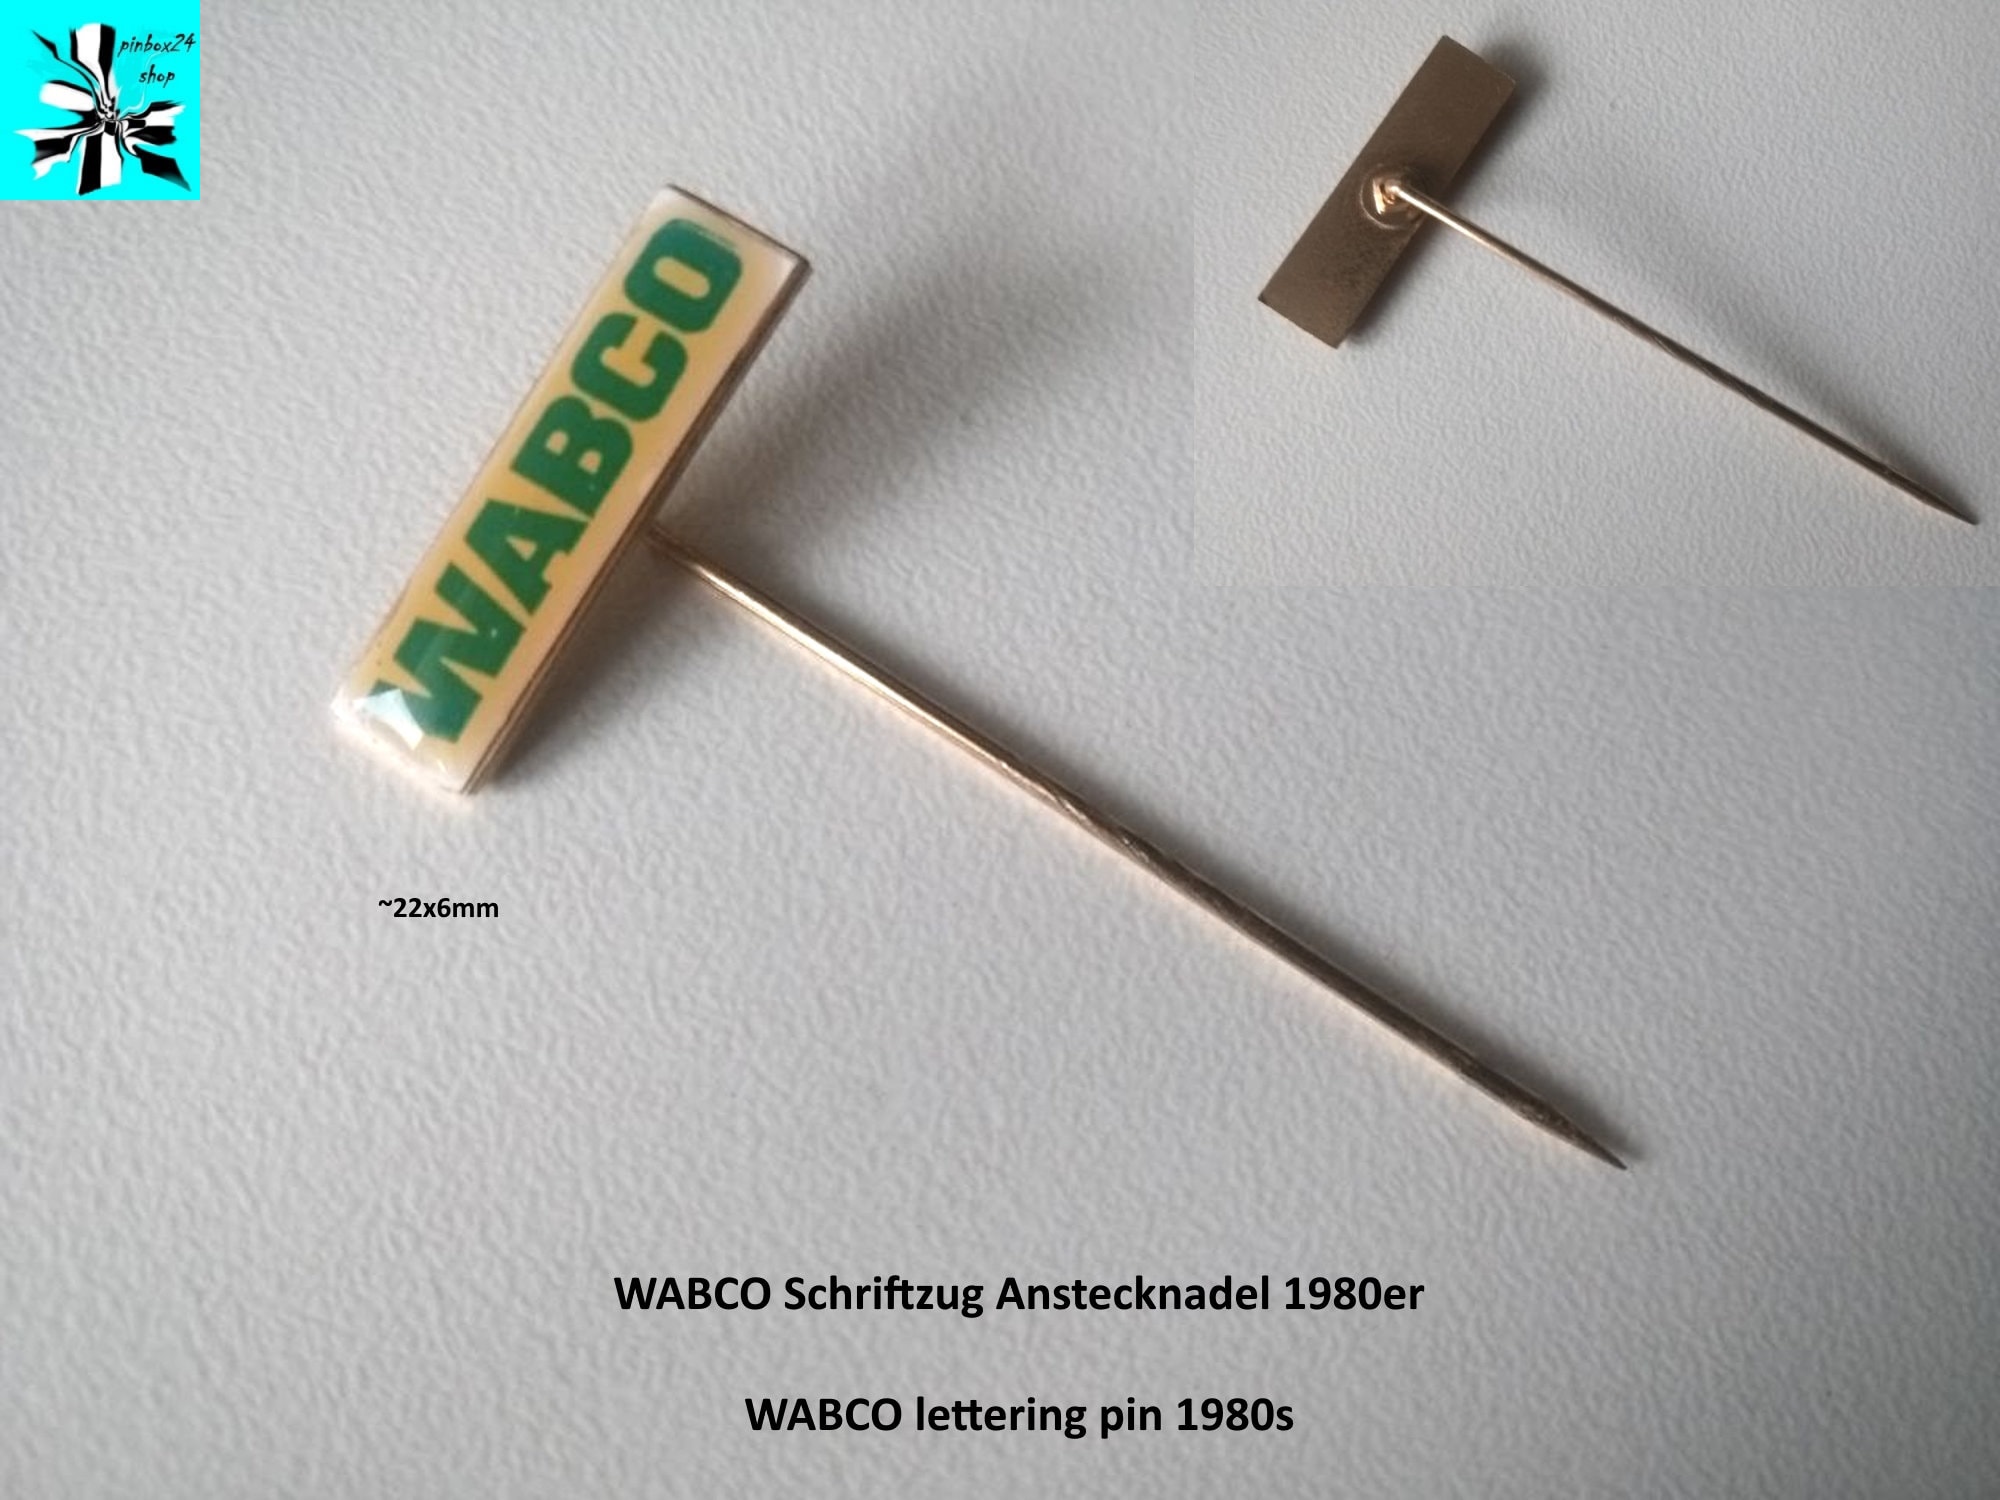 pinbox24
shop
WABCO
~22x6mm
WABCO Schriftzug Anstecknadel 1980er
WABCO lettering pin 1980s